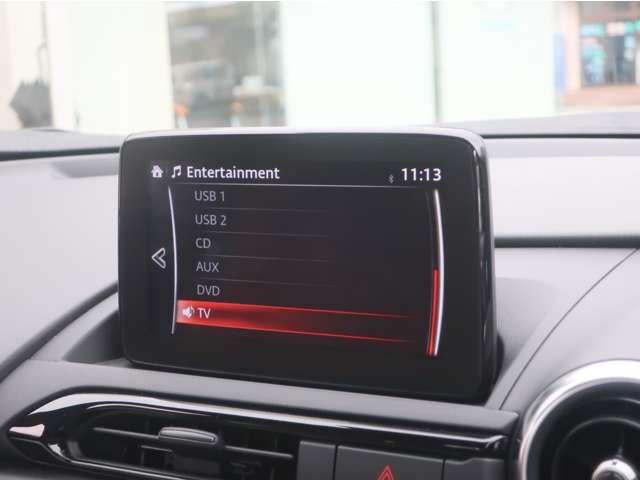 Entertainment 11:13
USB 1
USB 2
CD
AUX
DVD
TV